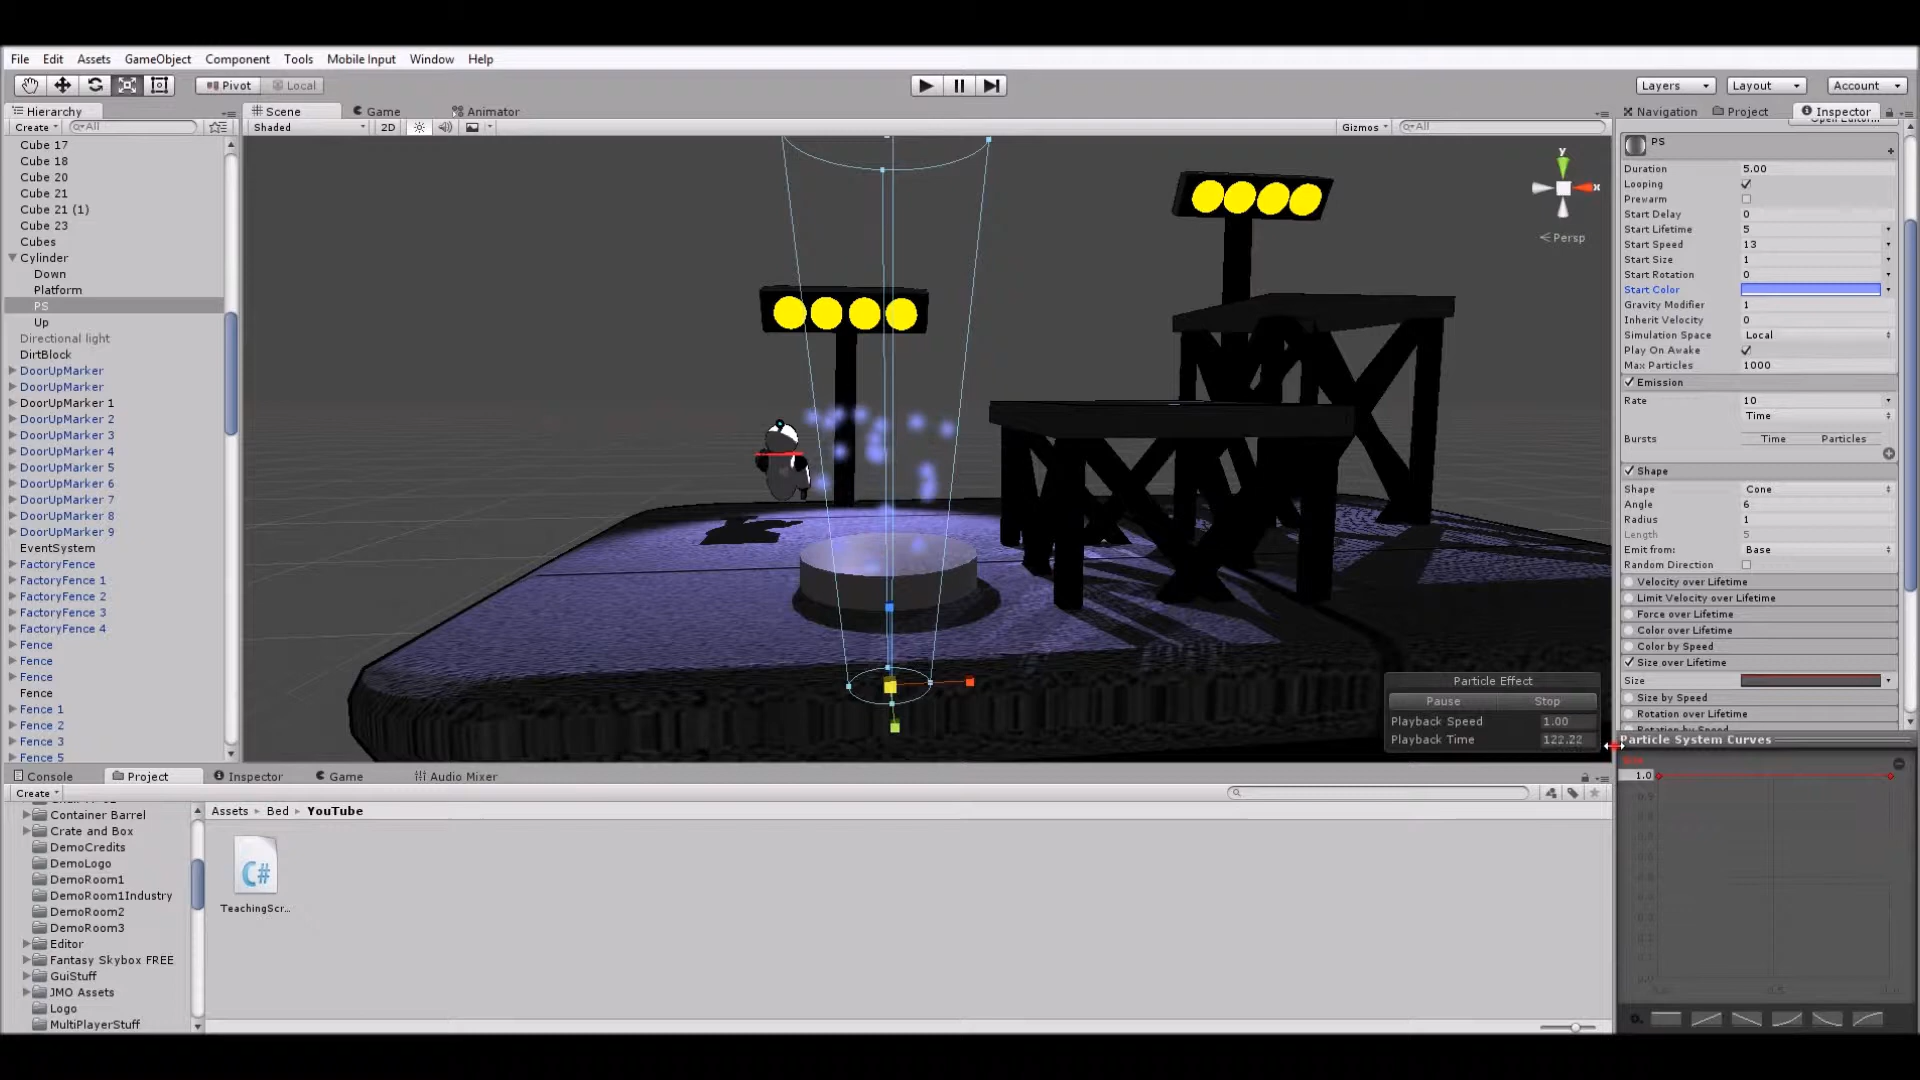 File Edit Assets GameObject Component Tools Mobile Input Window Help
Pivot Local Layers Layout Account
Hierarchy Scene Game Animator Navigation Project Inspector
Create All Shaded 2D Gizmos All
Cube 17
Cube 18
Cube 20
Cube 21
Cube 21 (1)
Cube 23
Cubes
Cylinder
Down
Platform
PS
Up
Directional light
DirtBlock
DoorUpMarker
DoorUpMarker
DoorUpMarker 1
DoorUpMarker 2
DoorUpMarker 3
DoorUpMarker 4
DoorUpMarker 5
DoorUpMarker 6
DoorUpMarker 7
DoorUpMarker 8
DoorUpMarker 9
EventSystem
FactoryFence
FactoryFence 1
FactoryFence 2
FactoryFence 3
FactoryFence 4
Fence
Fence
Fence
Fence
Fence 1
Fence 2
Fence 3
Fence 5
y
x
Persp
Particle Effect
Pause Stop
Playback Speed 1.00
Playback Time 122.22
PS
Duration 5.00
Looping
Prewarm
Start Delay 0
Start Lifetime 5
Start Speed 13
Start Size 1
Start Rotation 0
Start Color
Gravity Modifier 1
Inherit Velocity 0
Simulation Space Local
Play On Awake
Max Particles 1000
Emission
Rate 10
Time
Bursts Time Particles
Shape
Shape Cone
Angle 6
Radius 1
Length 5
Emit from: Base
Random Direction
Velocity over Lifetime
Limit Velocity over Lifetime
Force over Lifetime
Color over Lifetime
Color by Speed
Size over Lifetime
Size
Size by Speed
Rotation over Lifetime
Particle System Curves
1.0
Console Project Inspector Game Audio Mixer
Create
Assets Bed YouTube
Container Barrel
Crate and Box
DemoCredits
DemoLogo
DemoRoom1
DemoRoom1Industry
DemoRoom2
DemoRoom3
Editor
Fantasy Skybox FREE
GuiStuff
JMO Assets
Logo
MultiPlayerStuff
C#
TeachingScr...